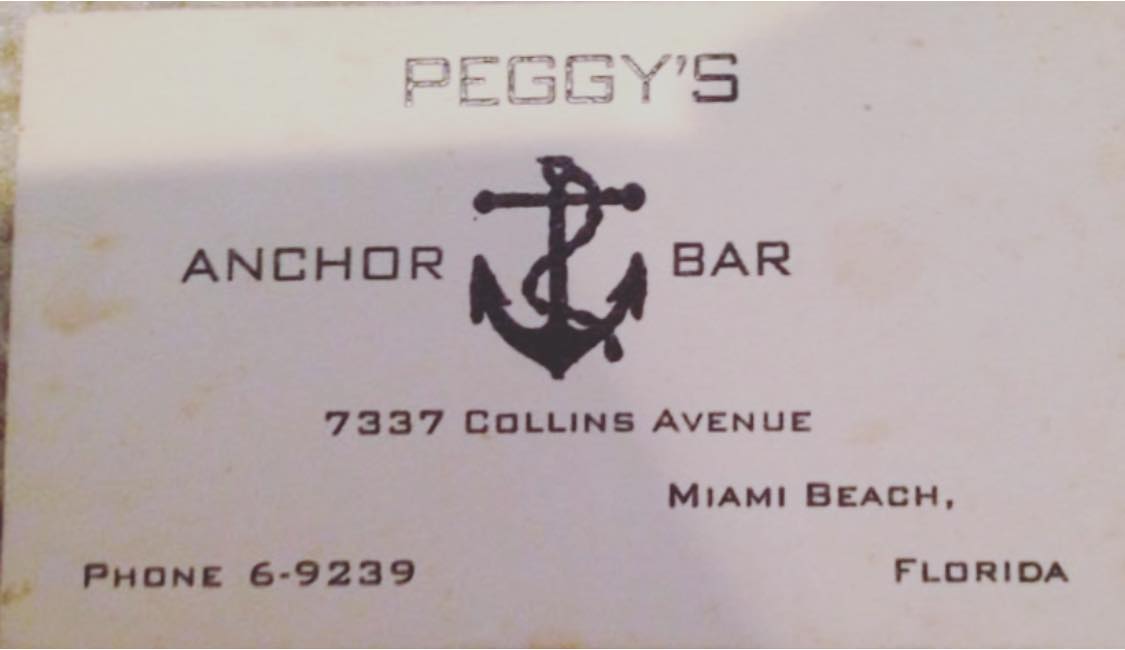 PEGGY'S
ANCHOR BAR
7337 COLLINS AVENUE
MIAMI BEACH,
PHONE 6-9239 FLORIDA